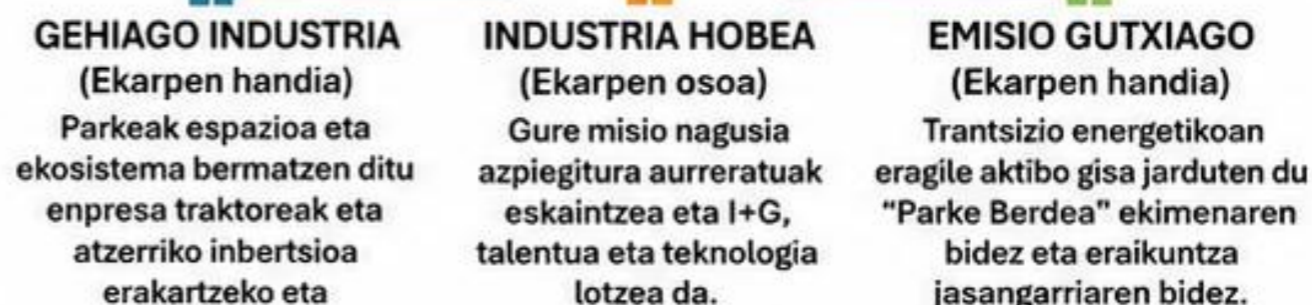 GEHIAGO INDUSTRIA
(Ekarpen handia)
Parkeak espazioa eta
ekosistema bermatzen ditu
enpresa traktoreak eta
atzerriko inbertsioa
erakartzeko eta
INDUSTRIA HOBEA
(Ekarpen osoa)
Gure misio nagusia
azpiegitura aurreratuak
eskaintzea eta I+G,
talentua eta teknologia
lotzea da.
EMISIO GUTXIAGO
(Ekarpen handia)
Trantsizio energetikoan
eragile aktibo gisa jarduten du
“Parke Berdea” ekimenaren
bidez eta eraikuntza
jasangarriaren bidez.